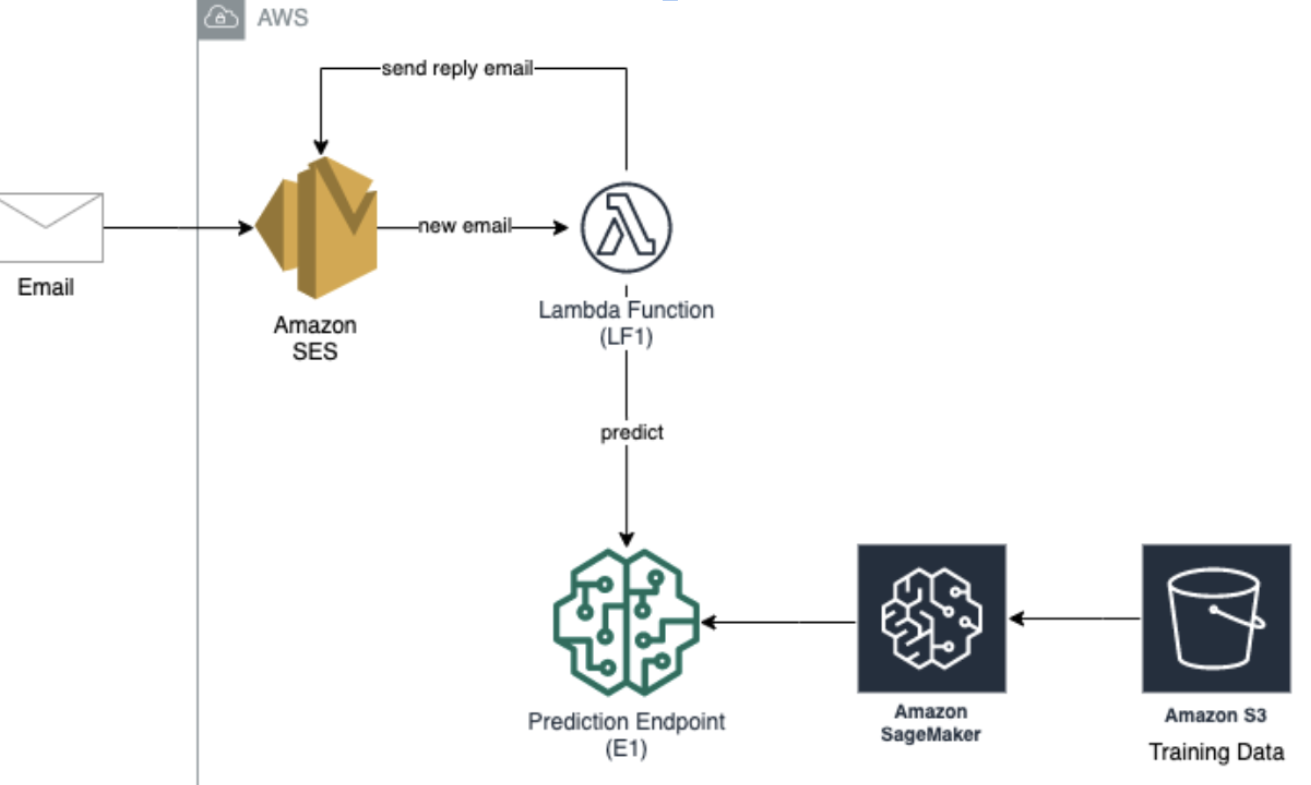 AWS
send reply email
new email
Email
Amazon
SES
Lambda Function
(LF1)
predict
Prediction Endpoint
(E1)
Amazon
SageMaker
Amazon S3
Training Data